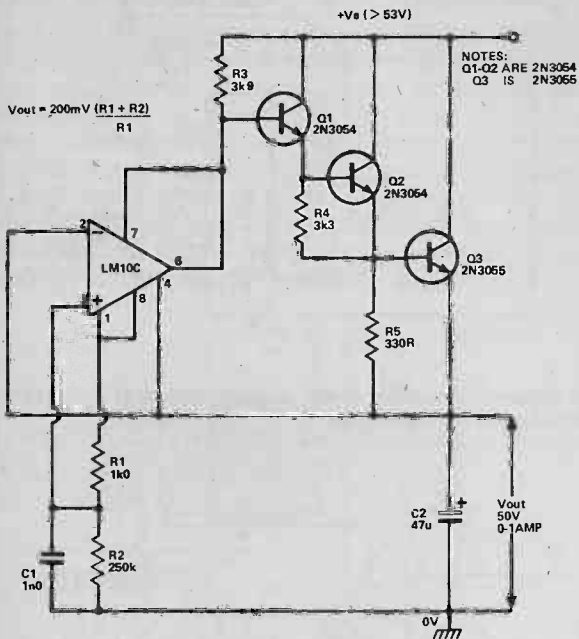 +Vs (> 53V)
NOTES:
Q1-Q2 ARE 2N3054
Q3 IS 2N3055
R3
3k9
Vout = 200mV (R1 + R2)
R1
Q1
2N3054
Q2
2N3054
R4
3k3
Q3
2N3055
2
–
7
LM10C
6
4
+
8
1
R5
330R
R1
1k0
C1
1n0
R2
250k
C2
47u
+
Vout
50V
0-1AMP
0V